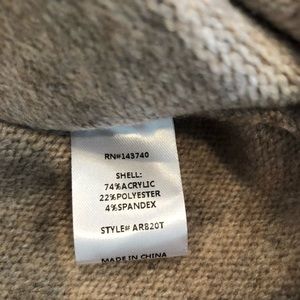 RN#143740
SHELL:
74%ACRYLIC
22%POLYESTER
4%SPANDEX
STYLE# AR820T
MADE IN CHINA